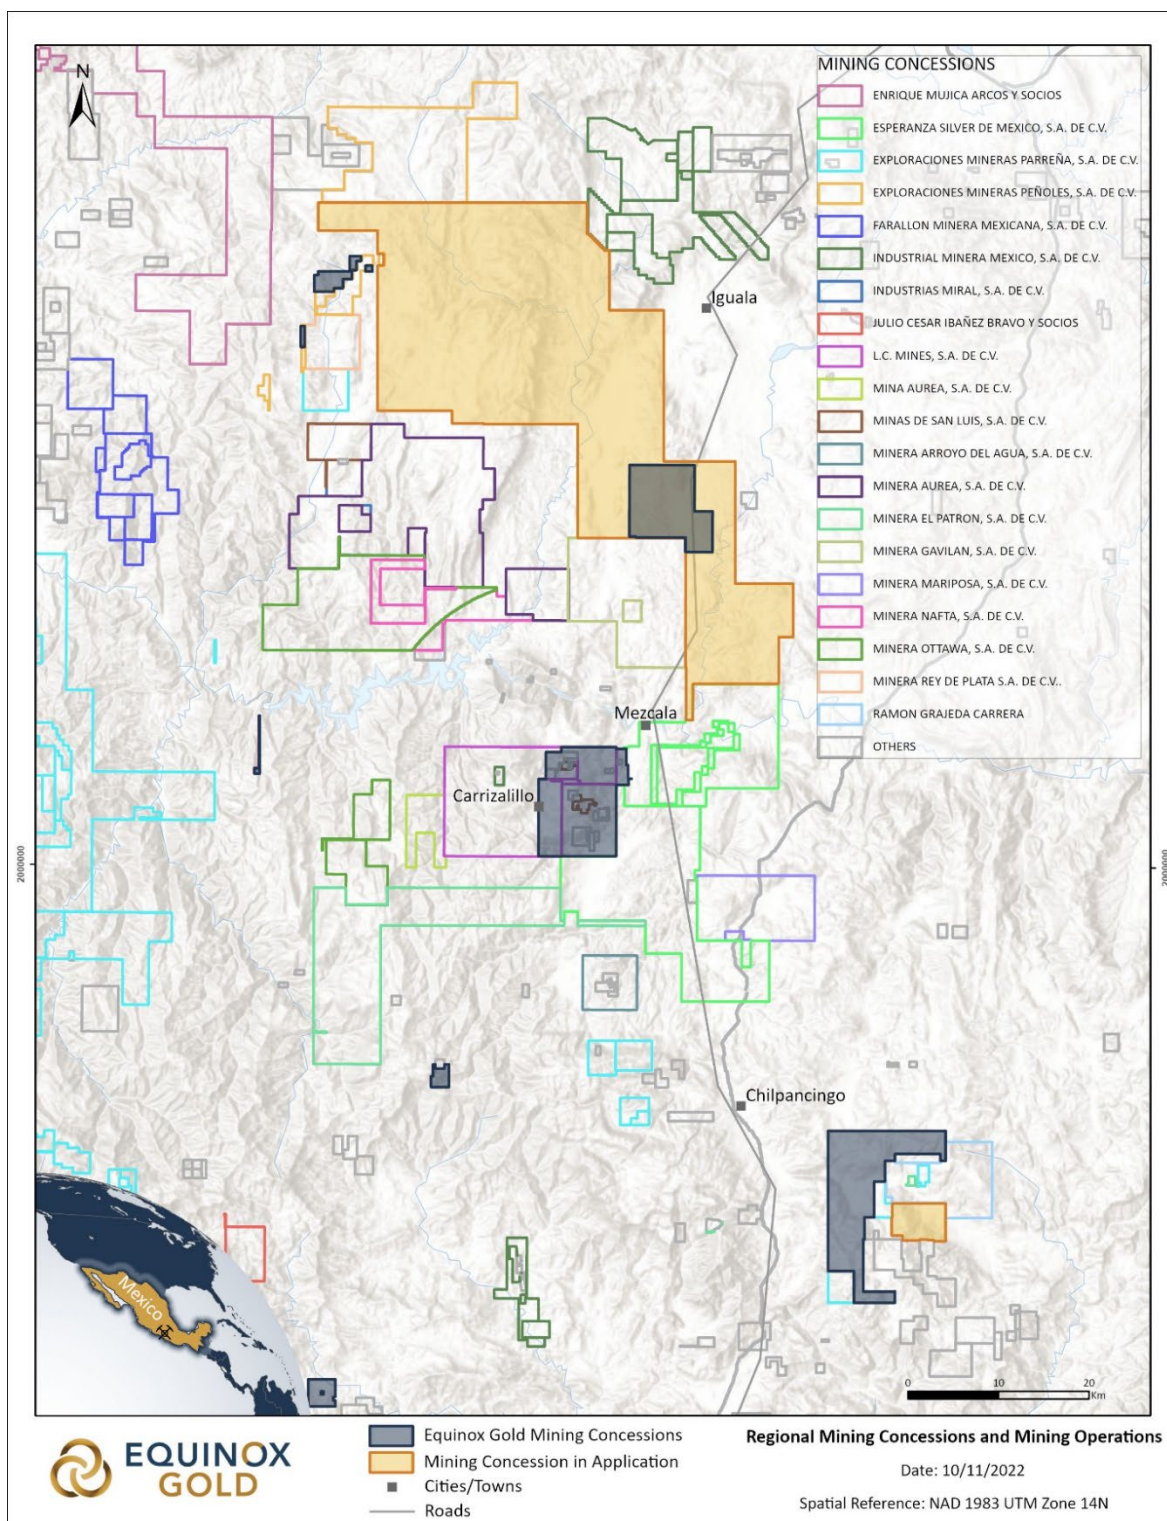 N
MINING CONCESSIONS
ENRIQUE MUJICA ARCOS Y SOCIOS
ESPERANZA SILVER DE MEXICO, S.A. DE C.V.
EXPLORACIONES MINERAS PARREÑA, S.A. DE C.V.
EXPLORACIONES MINERAS PEÑOLES, S.A. DE C.V.
FARALLON MINERA MEXICANA, S.A. DE C.V.
INDUSTRIAL MINERA MEXICO, S.A. DE C.V.
INDUSTRIAS MIRAL, S.A. DE C.V.
JULIO CESAR IBAÑEZ BRAVO Y SOCIOS
L.C. MINES, S.A. DE C.V.
MINA AUREA, S.A. DE C.V.
MINAS DE SAN LUIS, S.A. DE C.V.
MINERA ARROYO DEL AGUA, S.A. DE C.V.
MINERA AUREA, S.A. DE C.V.
MINERA EL PATRON, S.A. DE C.V.
MINERA GAVILAN, S.A. DE C.V.
MINERA MARIPOSA, S.A. DE C.V.
MINERA NAFTA, S.A. DE C.V.
MINERA OTTAWA, S.A. DE C.V.
MINERA REY DE PLATA S.A. DE C.V..
RAMON GRAJEDA CARRERA
OTHERS
Iguala
Mezcala
Carrizalillo
2000000
2000000
Chilpancingo
Mexico
0 10 20
Km
EQUINOX
GOLD
Equinox Gold Mining Concessions
Mining Concession in Application
Cities/Towns
Roads
Regional Mining Concessions and Mining Operations
Date: 10/11/2022
Spatial Reference: NAD 1983 UTM Zone 14N